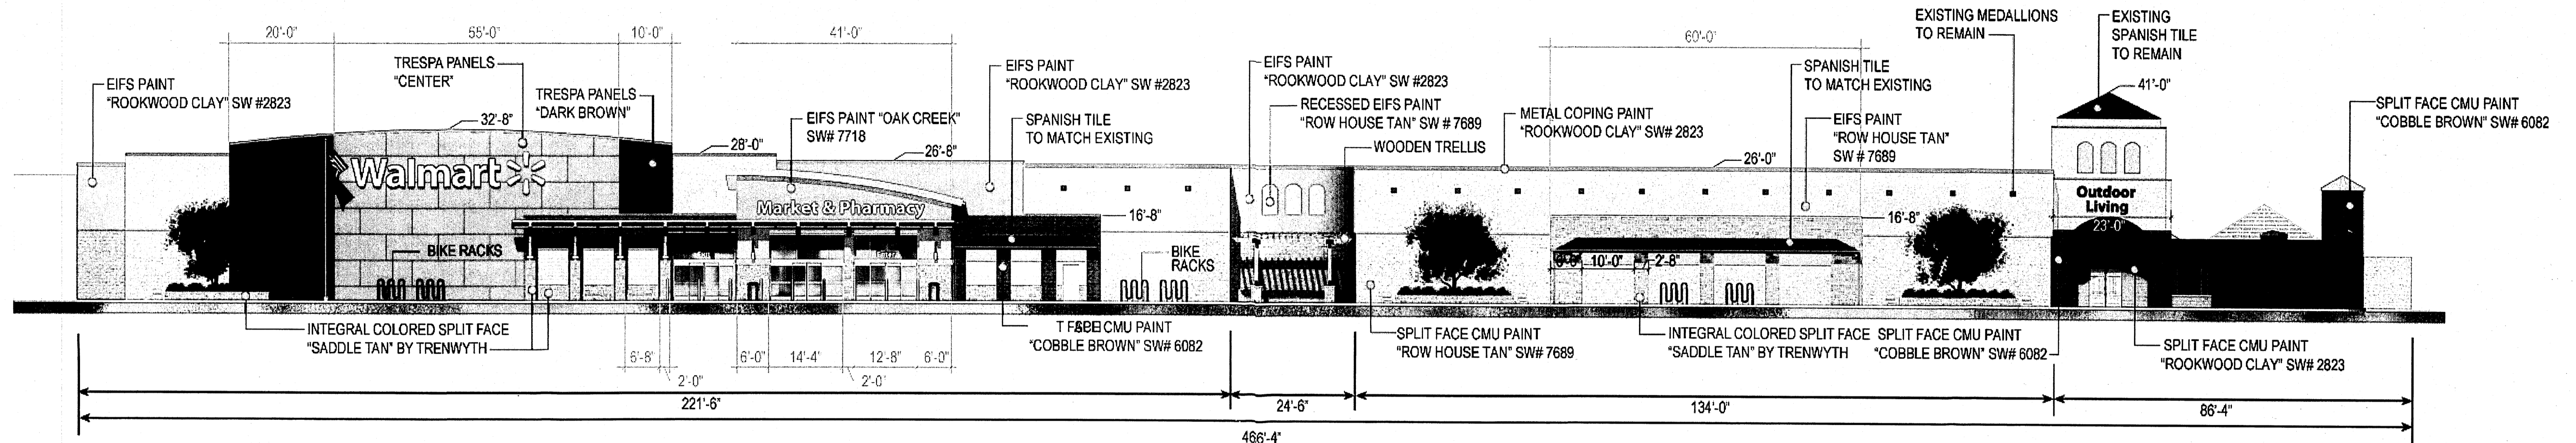 20'-0"
55'-0"
10'-0"
41'-0"
60'-0"
EXISTING MEDALLIONS
TO REMAIN
EXISTING
SPANISH TILE
TO REMAIN
EIFS PAINT
"ROOKWOOD CLAY" SW #2823
TRESPA PANELS
"CENTER"
TRESPA PANELS
"DARK BROWN"
32'-8"
28'-0"
EIFS PAINT "OAK CREEK"
SW# 7718
26'-8"
EIFS PAINT
"ROOKWOOD CLAY" SW #2823
SPANISH TILE
TO MATCH EXISTING
EIFS PAINT
"ROOKWOOD CLAY" SW #2823
RECESSED EIFS PAINT
"ROW HOUSE TAN" SW # 7689
WOODEN TRELLIS
METAL COPING PAINT
"ROOKWOOD CLAY" SW# 2823
26'-0"
SPANISH TILE
TO MATCH EXISTING
EIFS PAINT
"ROW HOUSE TAN"
SW # 7689
41'-0"
SPLIT FACE CMU PAINT
"COBBLE BROWN" SW# 6082
Walmart
Market & Pharmacy
16'-8"
16'-8"
Outdoor
Living
23'-0"
BIKE RACKS
BIKE
RACKS
10'-0"
2'-8"
INTEGRAL COLORED SPLIT FACE
"SADDLE TAN" BY TRENWYTH
CMU PAINT
"COBBLE BROWN" SW# 6082
SPLIT FACE CMU PAINT
"ROW HOUSE TAN" SW# 7689
INTEGRAL COLORED SPLIT FACE
"SADDLE TAN" BY TRENWYTH
SPLIT FACE CMU PAINT
"COBBLE BROWN" SW# 6082
SPLIT FACE CMU PAINT
"ROOKWOOD CLAY" SW# 2823
6'-0"
14'-4"
12'-8"
6'-0"
2'-0"
2'-0"
221'-6"
24'-6"
134'-0"
86'-4"
466'-4"